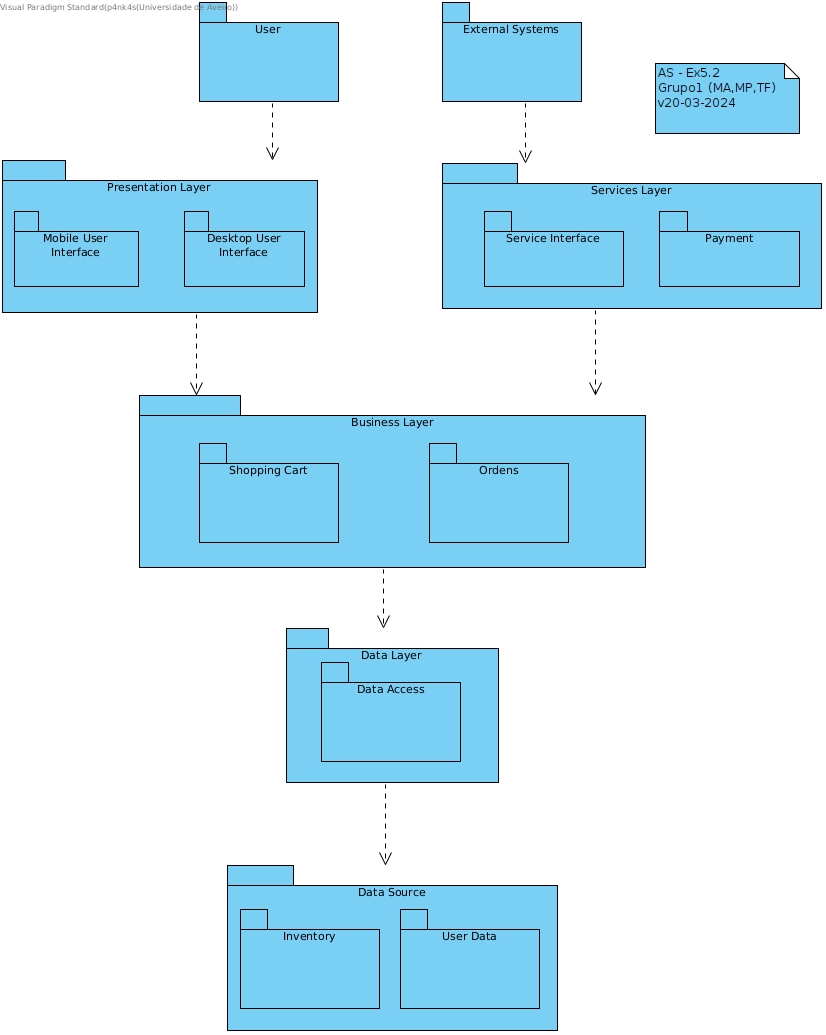 Visual Paradigm Standard(p4nk4s(Universidade de Aveiro))
User
External Systems
AS - Ex5.2
Grupo1 (MA,MP,TF)
v20-03-2024
Presentation Layer
Mobile User
Interface
Desktop User
Interface
Services Layer
Service Interface
Payment
Business Layer
Shopping Cart
Ordens
Data Layer
Data Access
Data Source
Inventory
User Data